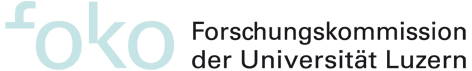 foko
Forschungskommission
der Universität Luzern